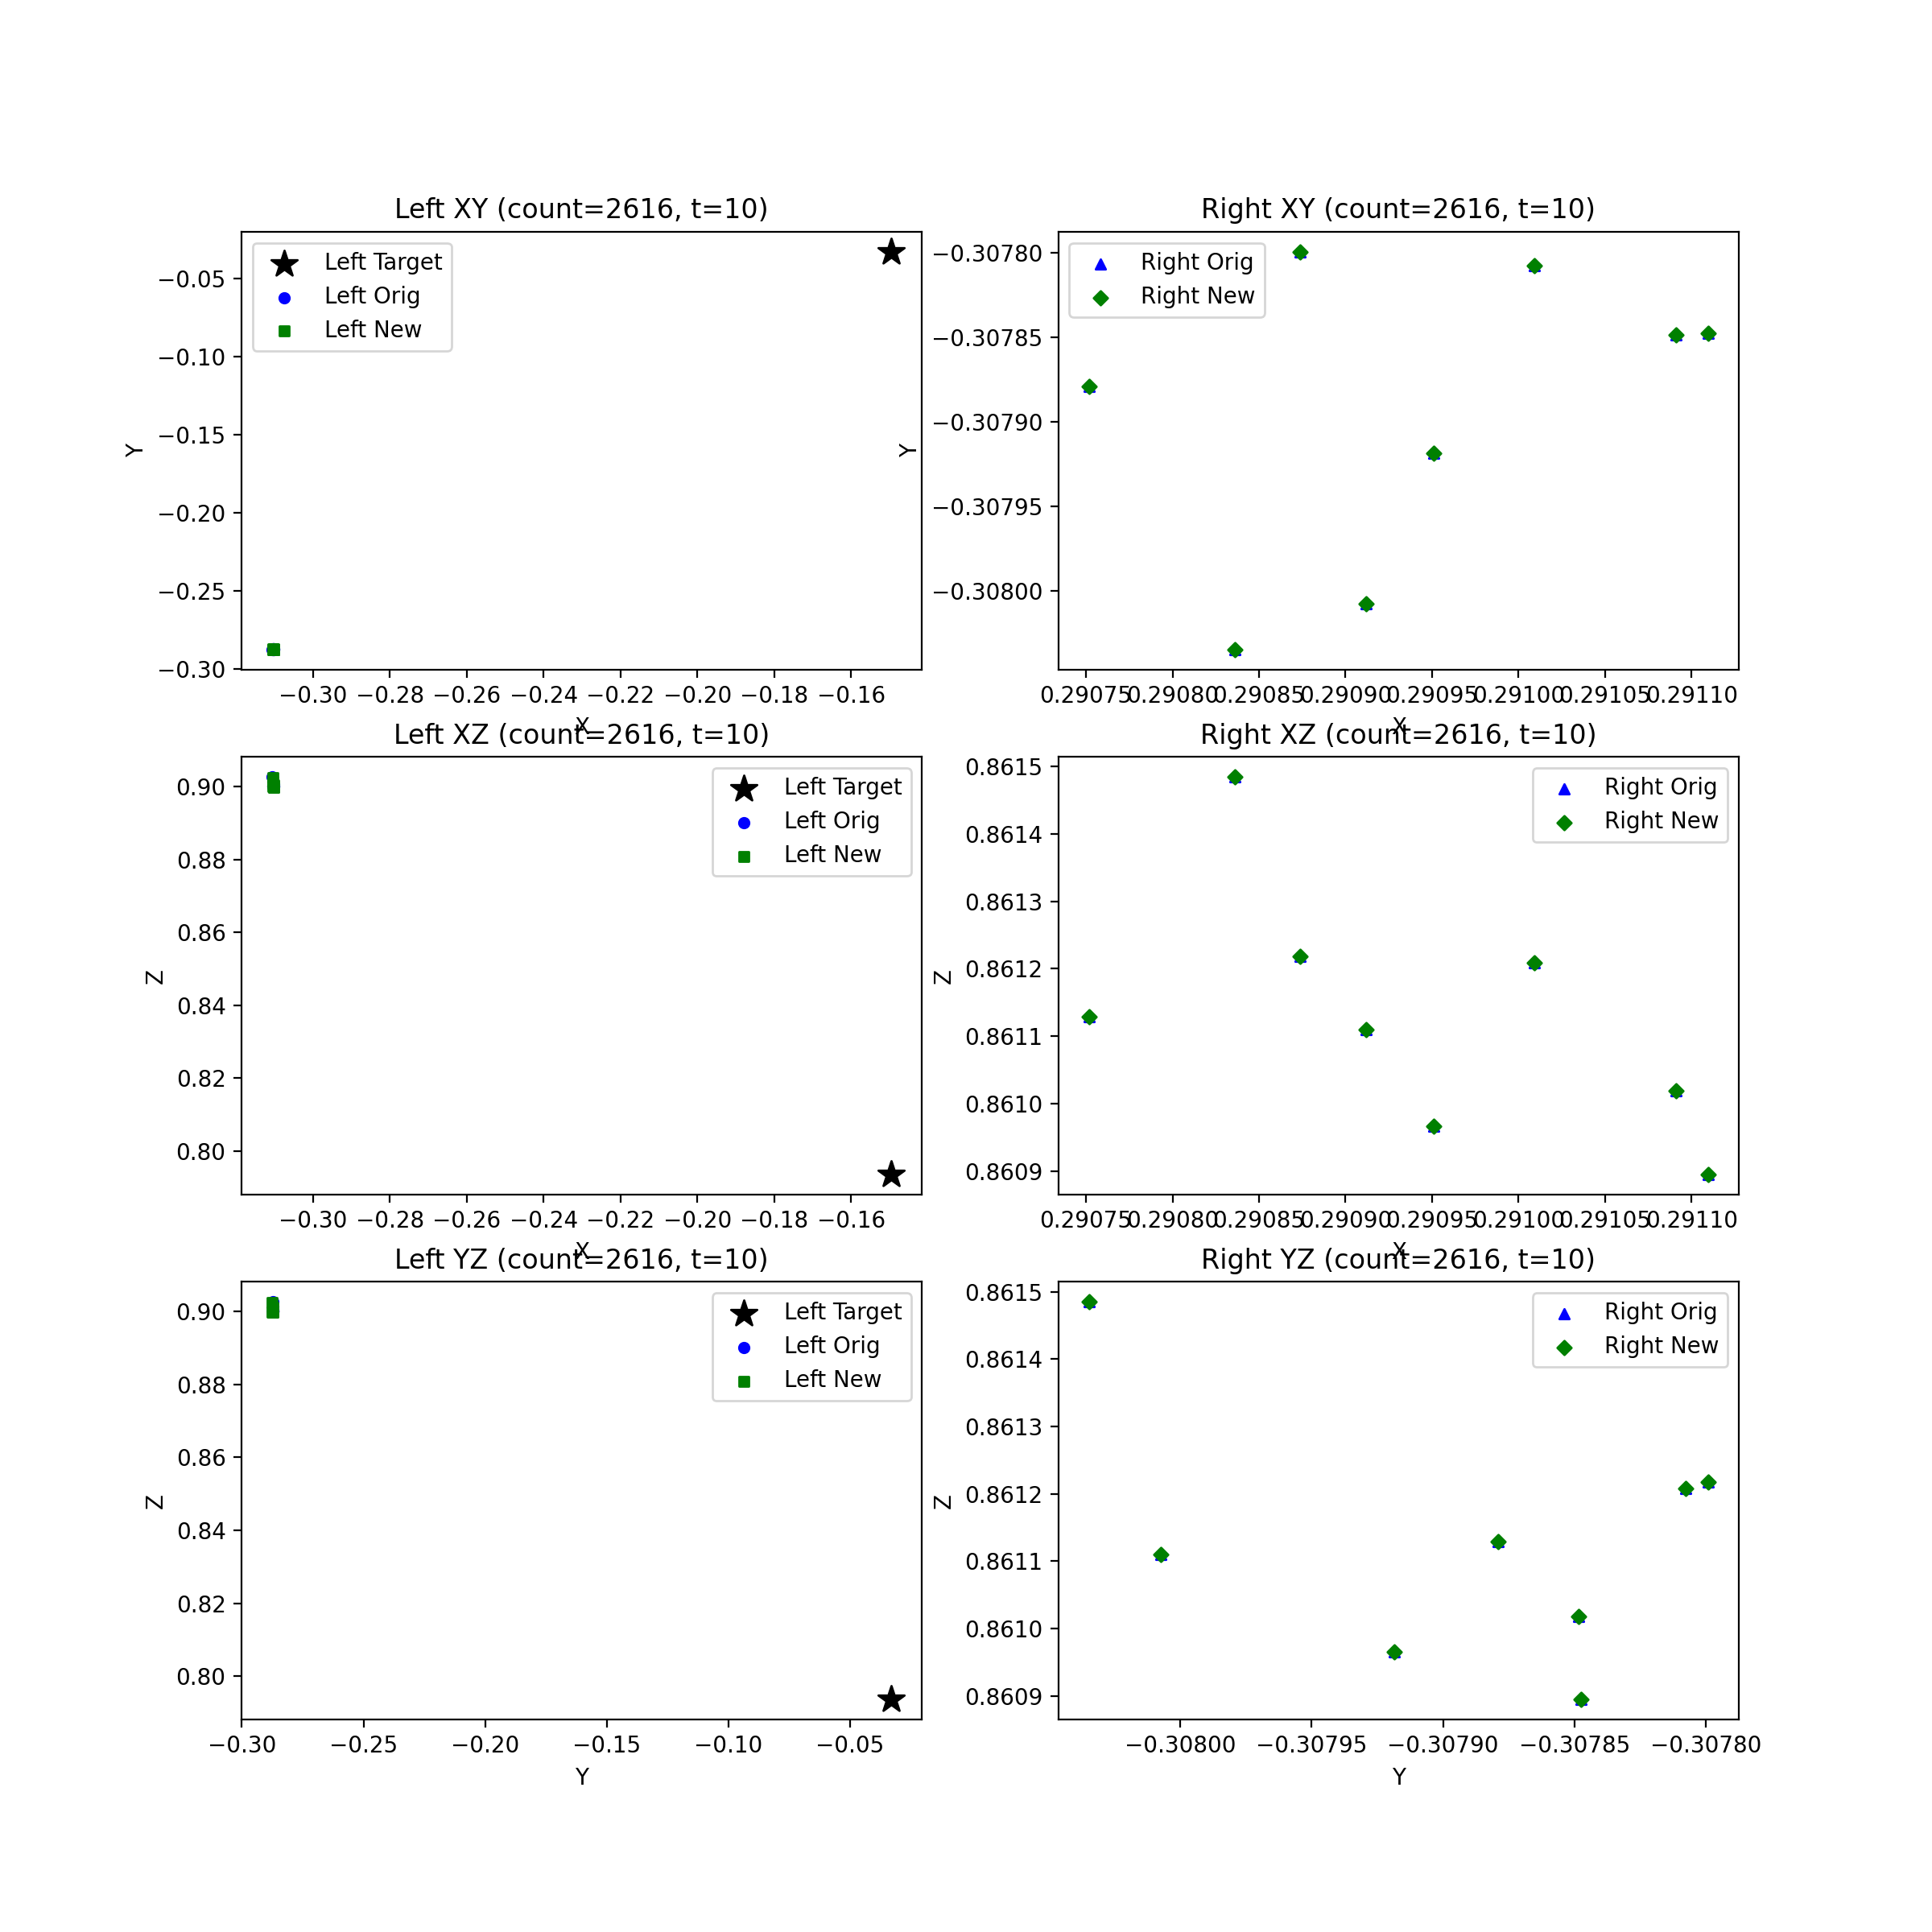 Left XY (count=2616, t=10)
Left Target
Left Orig
Left New
−0.05
−0.10
−0.15
−0.20
−0.25
−0.30
Y
−0.30 −0.28 −0.26 −0.24 −0.22 −0.20 −0.18 −0.16
X
Right XY (count=2616, t=10)
Right Orig
Right New
−0.30780
−0.30785
−0.30790
−0.30795
−0.30800
Y
0.29075 0.29080 0.29085 0.29090 0.29095 0.29100 0.29105 0.29110
X
Left XZ (count=2616, t=10)
Left Target
Left Orig
Left New
0.90
0.88
0.86
0.84
0.82
0.80
Z
−0.30 −0.28 −0.26 −0.24 −0.22 −0.20 −0.18 −0.16
X
Right XZ (count=2616, t=10)
Right Orig
Right New
0.8615
0.8614
0.8613
0.8612
0.8611
0.8610
0.8609
Z
0.29075 0.29080 0.29085 0.29090 0.29095 0.29100 0.29105 0.29110
X
Left YZ (count=2616, t=10)
Left Target
Left Orig
Left New
0.90
0.88
0.86
0.84
0.82
0.80
Z
−0.30 −0.25 −0.20 −0.15 −0.10 −0.05
Y
Right YZ (count=2616, t=10)
Right Orig
Right New
0.8615
0.8614
0.8613
0.8612
0.8611
0.8610
0.8609
Z
−0.30800 −0.30795 −0.30790 −0.30785 −0.30780
Y